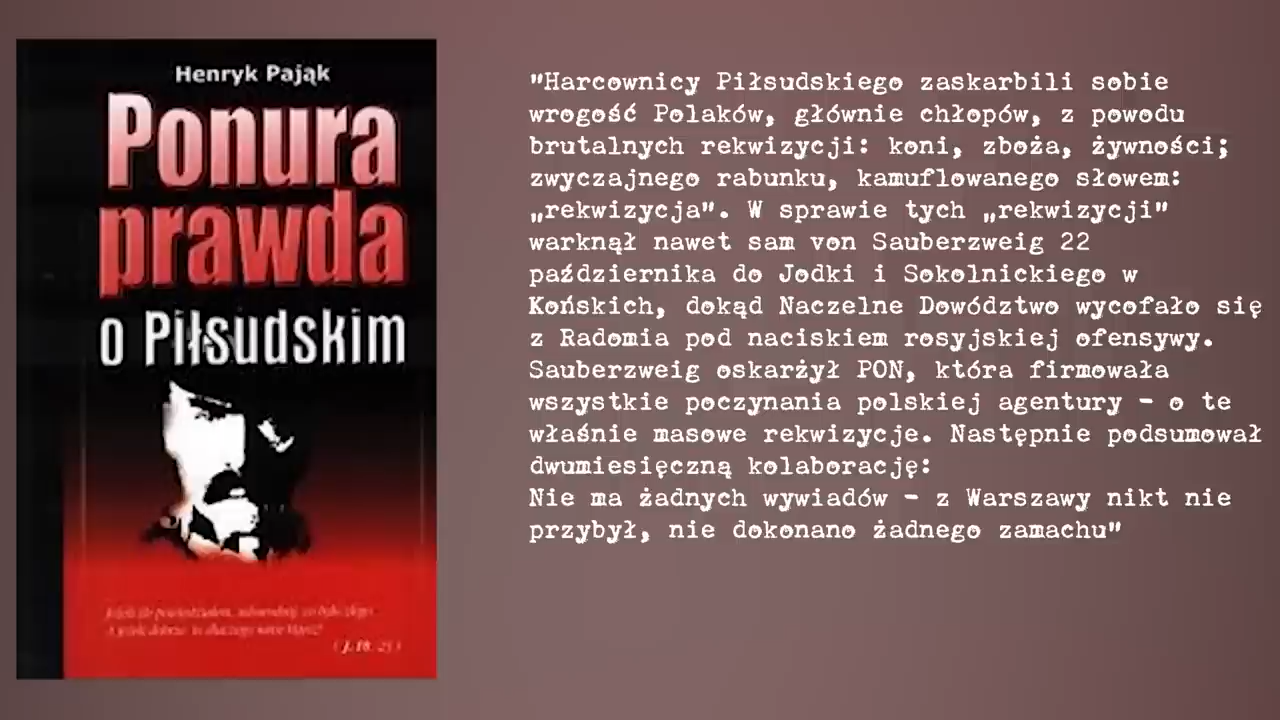 Henryk Pająk
Ponura
prawda
o Piłsudskim
( J. 18, 23 )
"Harcownicy Piłsudskiego zaskarbili sobie
wrogość Polaków, głównie chłopów, z powodu
brutalnych rekwizycji: koni, zboża, żywności;
zwyczajnego rabunku, kamuflowanego słowem:
„rekwizycja". W sprawie tych „rekwizycji"
warknął nawet sam von Sauberzweig 22
października do Jodki i Sokolnickiego w
Końskich, dokąd Naczelne Dowództwo wycofało się
z Radomia pod naciskiem rosyjskiej ofensywy.
Sauberzweig oskarżył PON, która firmowała
wszystkie poczynania polskiej agentury - o te
właśnie masowe rekwizycje. Następnie podsumował
dwumiesięczną kolaborację:
Nie ma żadnych wywiadów - z Warszawy nikt nie
przybył, nie dokonano żadnego zamachu"